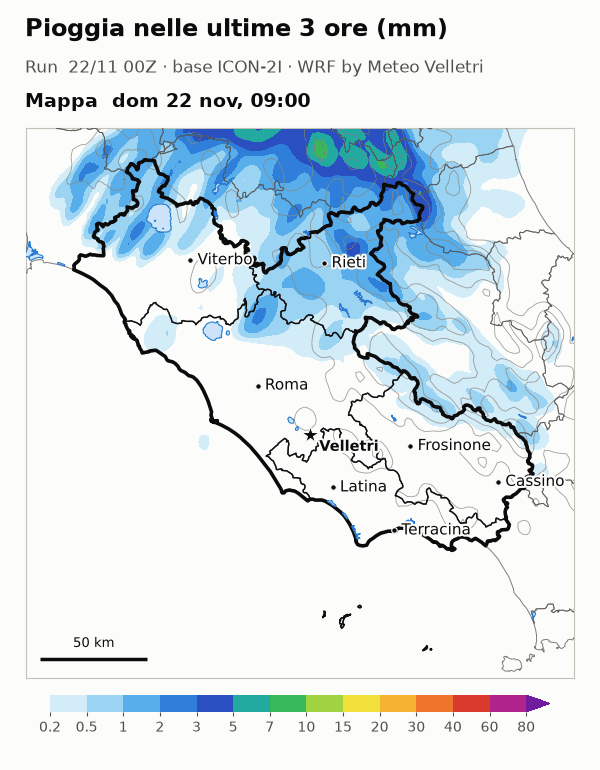 Pioggia nelle ultime 3 ore (mm)
Run  22/11 00Z · base ICON-2I · WRF by Meteo Velletri
Mappa  dom 22 nov, 09:00
Viterbo
Rieti
Roma
Velletri
Frosinone
Latina
Cassino
Terracina
50 km
0.2 0.5 1 2 3 5 7 10 15 20 30 40 60 80